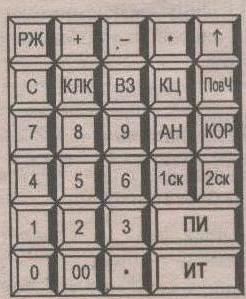 РЖ + - * ↑
С КЛК ВЗ КЦ ПовЧ
7 8 9 АН КОР
4 5 6 1ск 2ск
1 2 3 ПИ
0 00 • ИТ